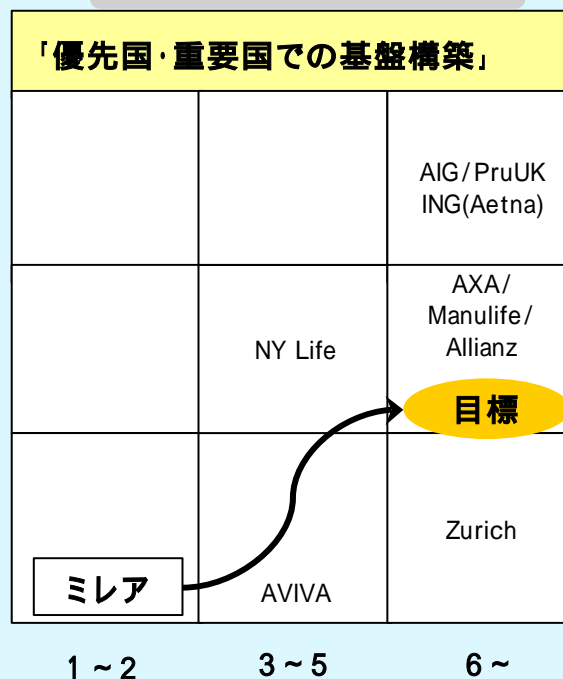 「優先国・重要国での基盤構築」
AIG/PruUK
ING(Aetna)
AXA/
Manulife/
Allianz
NY Life
目標
Zurich
ミレア
AVIVA
1~2
3~5
6~